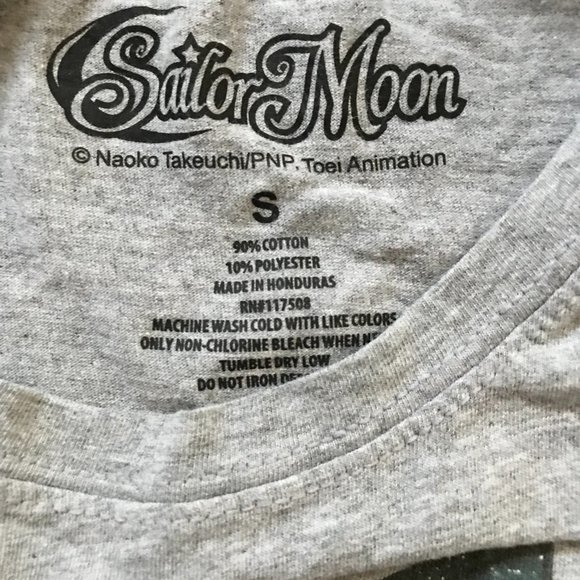 Sailor Moon
© Naoko Takeuchi/PNP, Toei Animation
S
90% COTTON
10% POLYESTER
MADE IN HONDURAS
RN#117508
MACHINE WASH COLD WITH LIKE COLORS
ONLY NON-CHLORINE BLEACH WHEN
TUMBLE DRY LOW
DO NOT IRON